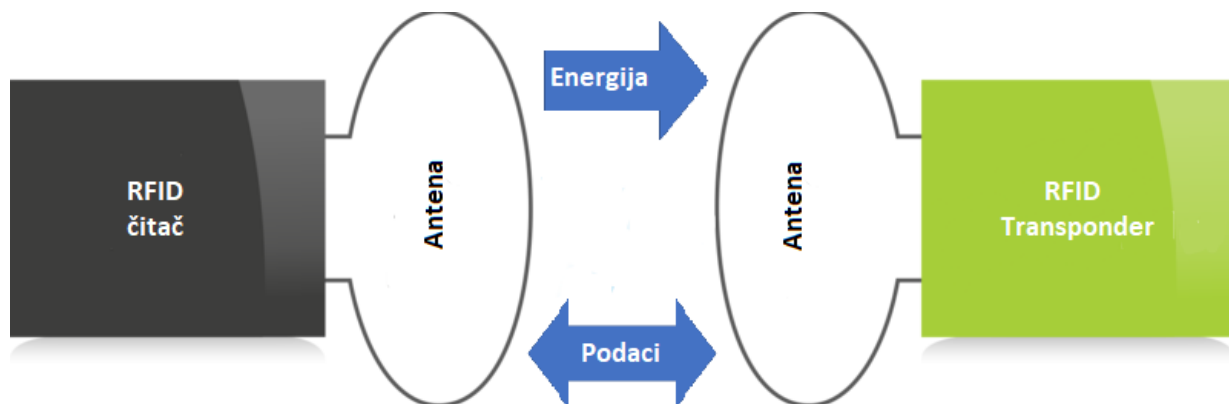 RFID
čitač
Antena
Energija
Podaci
Antena
RFID
Transponder